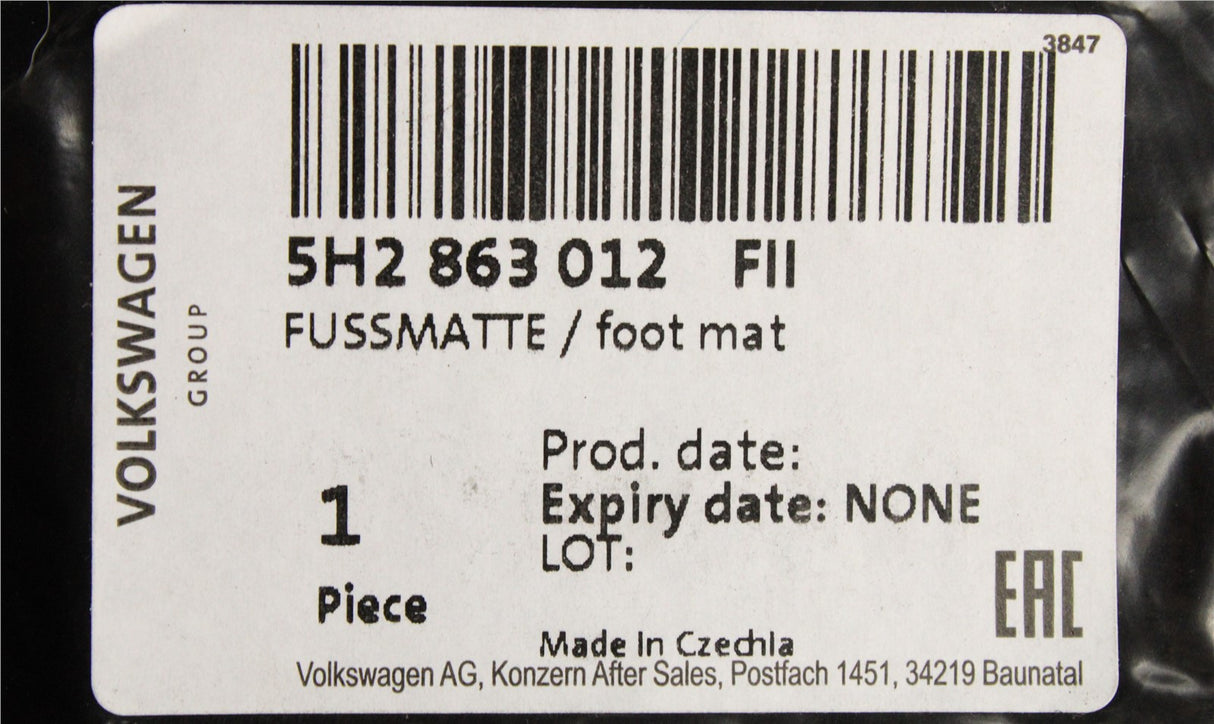 3847
VOLKSWAGEN
GROUP
5H2 863 012 FII
FUSSMATTE / foot mat
Prod. date:
Expiry date: NONE
LOT:
1
Piece
EAC
Made In Czechia
Volkswagen AG, Konzern After Sales, Postfach 1451, 34219 Baunatal